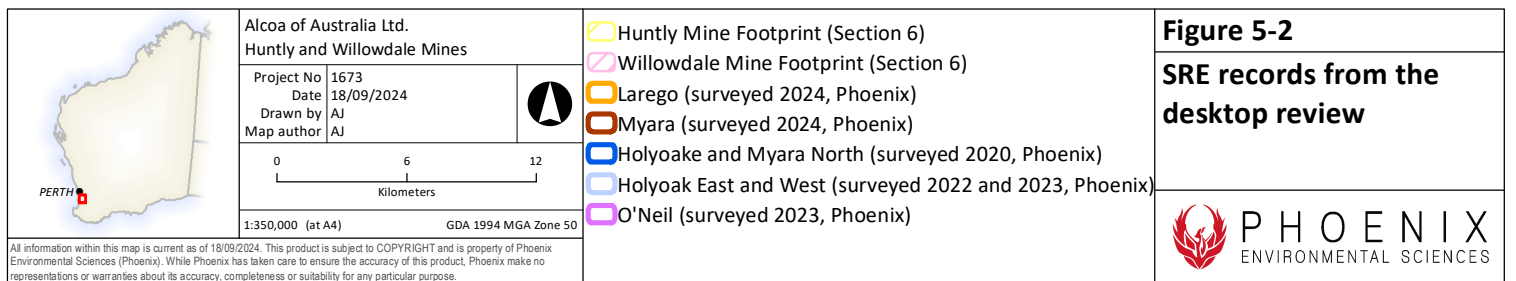 PERTH
Alcoa of Australia Ltd.
Huntly and Willowdale Mines
Project No 1673
Date 18/09/2024
Drawn by AJ
Map author AJ
0 6 12
Kilometers
1:350,000 (at A4) GDA 1994 MGA Zone 50
All information within this map is current as of 18/09/2024. This product is subject to COPYRIGHT and is property of Phoenix
Environmental Sciences (Phoenix). While Phoenix has taken care to ensure the accuracy of this product, Phoenix make no
representations or warranties about its accuracy, completeness or suitability for any particular purpose.
Huntly Mine Footprint (Section 6)
Willowdale Mine Footprint (Section 6)
Larego (surveyed 2024, Phoenix)
Myara (surveyed 2024, Phoenix)
Holyoake and Myara North (surveyed 2020, Phoenix)
Holyoak East and West (surveyed 2022 and 2023, Phoenix)
O'Neil (surveyed 2023, Phoenix)
Figure 5-2
SRE records from the
desktop review
PHOENIX
ENVIRONMENTAL SCIENCES